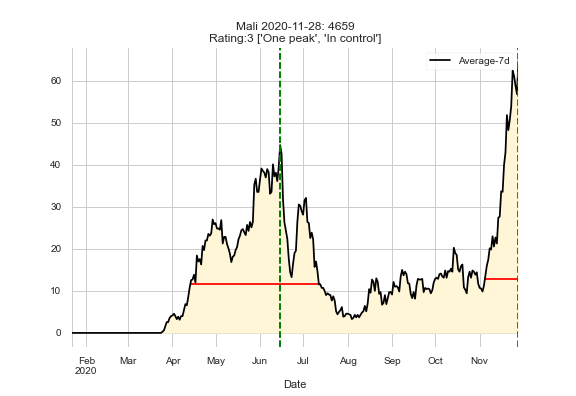 Mali 2020-11-28: 4659
Rating:3 ['One peak', 'In control']
Average-7d
60
50
40
30
20
10
0
Feb Mar Apr May Jun Jul Aug Sep Oct Nov
2020
Date